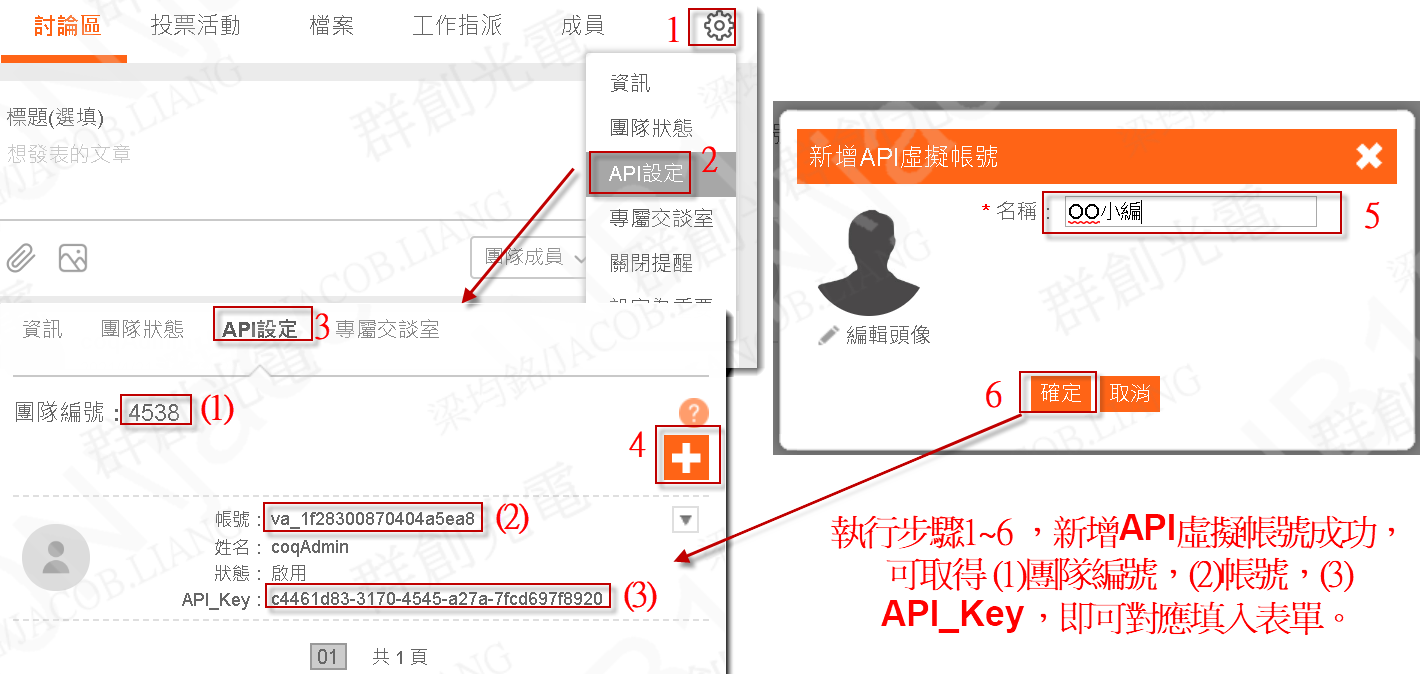 討論區 投票活動 檔案 工作指派 成員 1
資訊
團隊狀態
API設定 2
專屬交談室
關閉提醒
標題(選填)
想發表的文章
團隊成員
資訊 團隊狀態 API設定 3 專屬交談室
團隊編號：4538 (1)
?
4
帳號：va_1f28300870404a5ea8 (2)
姓名：coqAdmin
狀態：啟用
API_Key：c4461d83-3170-4545-a27a-7fcd697f8920 (3)
01 共 1 頁
新增API虛擬帳號
* 名稱： OO小編 5
編輯頭像
6 確定 取消
執行步驟1~6 ，新增API虛擬帳號成功，
可取得 (1)團隊編號，(2)帳號，(3)
API_Key ，即可對應填入表單。
群創光電
梁均銘/JACOB.LIANG